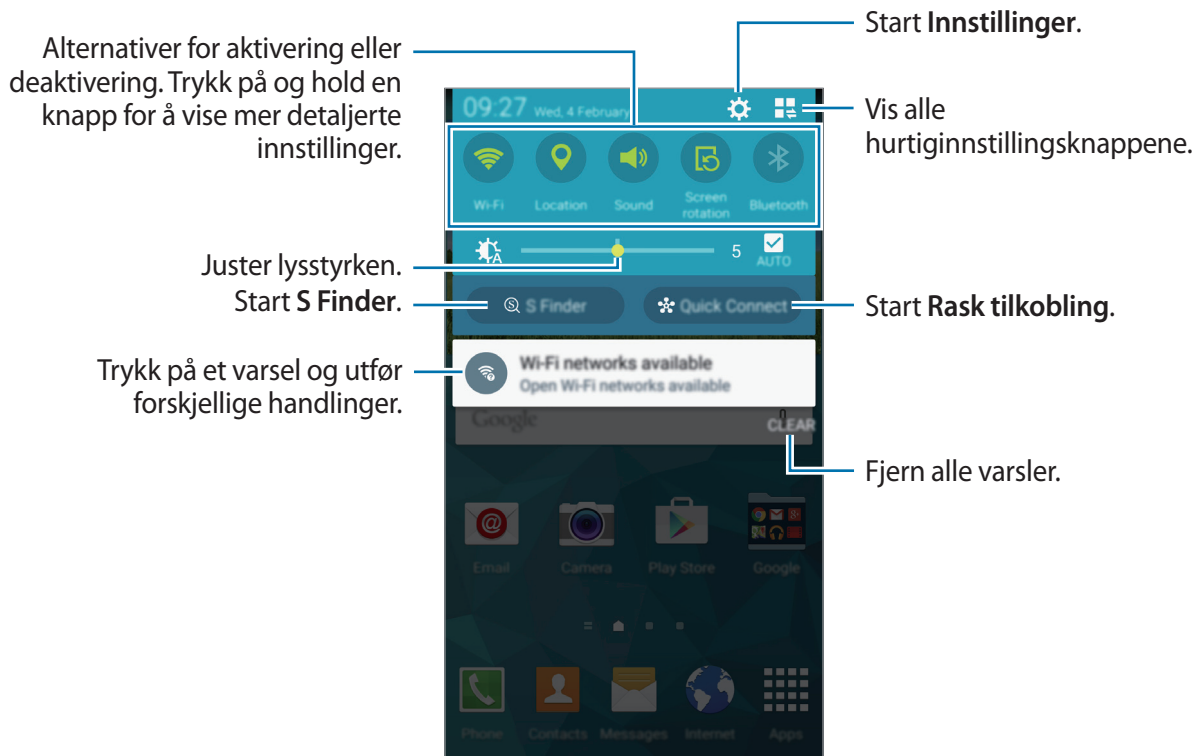 Start Innstillinger.
Alternativer for aktivering eller
deaktivering. Trykk på og hold en
knapp for å vise mer detaljerte
innstillinger.
Vis alle
hurtiginnstillingsknappene.
09:27 Wed, 4 February
Wi-Fi
Location
Sound
Screen
rotation
Bluetooth
A
5
AUTO
Juster lysstyrken.
Start S Finder.
S Finder
Quick Connect
Start Rask tilkobling.
Trykk på et varsel og utfør
forskjellige handlinger.
Wi-Fi networks available
Open Wi-Fi networks available
Google
CLEAR
Fjern alle varsler.
Email
Camera
Play Store
Google
Phone
Contacts
Messages
Internet
Apps